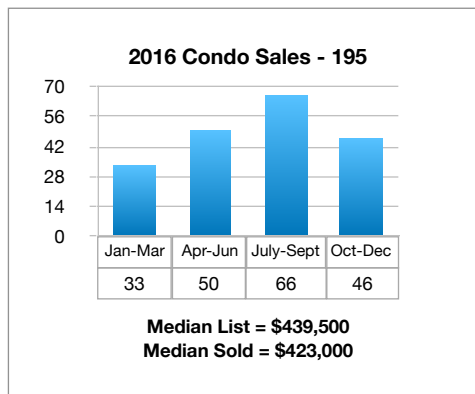 2016 Condo Sales - 195
70
56
42
28
14
0
Jan-Mar Apr-Jun July-Sept Oct-Dec
33 50 66 46
Median List = $439,500
Median Sold = $423,000